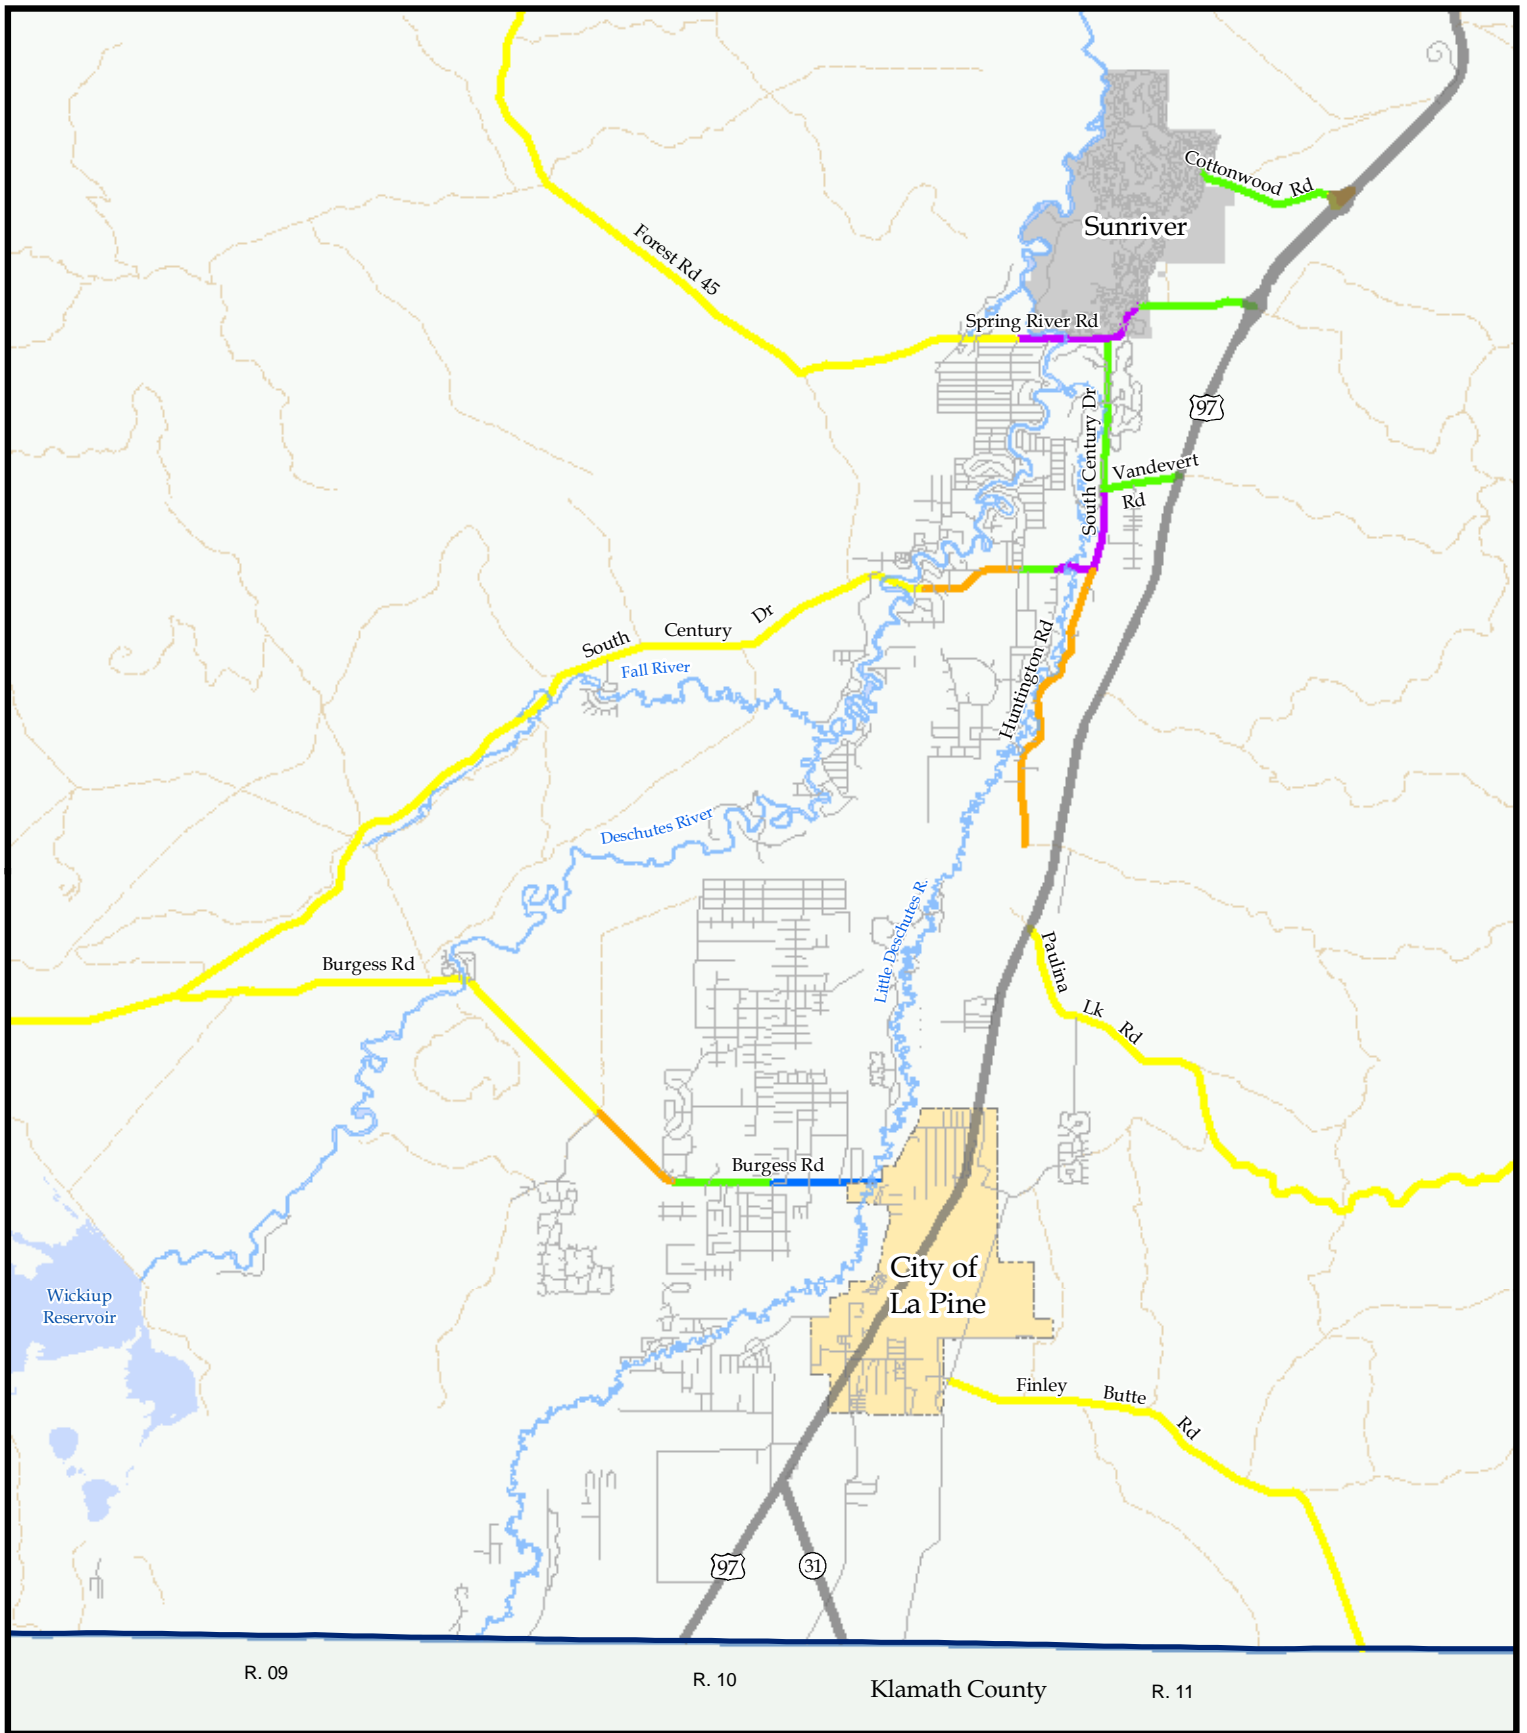 Cottonwood Rd
Sunriver
Forest Rd 45
Spring River Rd
97
South Century Dr
Vandevert
Rd
South Century Dr
Huntington Rd
Fall River
Deschutes River
Little Deschutes R.
Paulina Lk Rd
Burgess Rd
Burgess Rd
City of
La Pine
Wickiup
Reservoir
Finley Butte Rd
97
31
R. 09
R. 10
Klamath County
R. 11